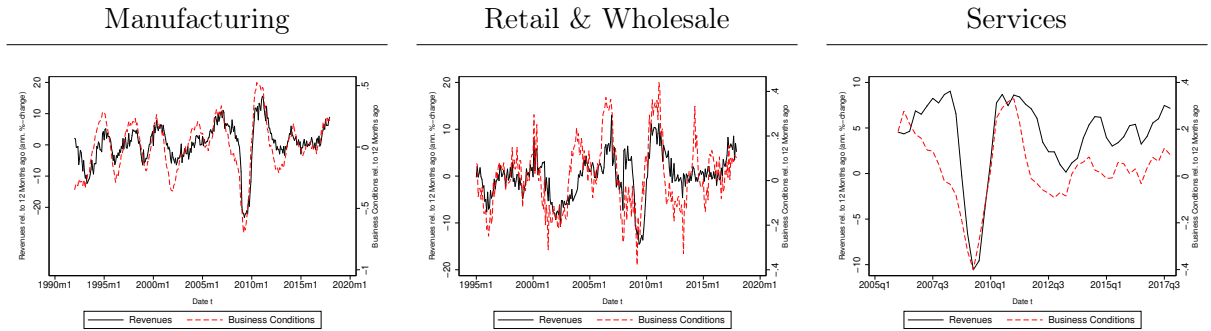 Manufacturing
Revenues rel. to 12 Months ago (ann. %-change)
20
10
0
-10
-20
Business Conditions rel. to 12 Months ago
.5
0
-.5
-1
1990m1 1995m1 2000m1 2005m1 2010m1 2015m1 2020m1
Date t
Revenues Business Conditions
Retail & Wholesale
Revenues rel. to 12 Months ago (ann. %-change)
20
10
0
-10
-20
Business Conditions rel. to 12 Months ago
.4
.2
0
-.2
-.4
1995m1 2000m1 2005m1 2010m1 2015m1 2020m1
Date t
Revenues Business Conditions
Services
Revenues rel. to 12 Months ago (ann. %-change)
10
5
0
-5
-10
Business Conditions rel. to 12 Months ago
.4
.2
0
-.2
-.4
2005q1 2007q3 2010q1 2012q3 2015q1 2017q3
Date t
Revenues Business Conditions